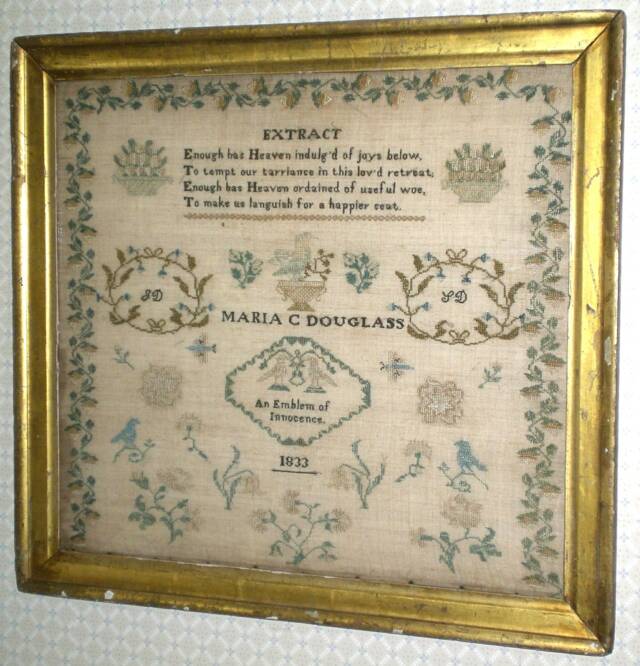 EXTRACT
Enough has Heaven indulg'd of joys below,
To tempt our tarriance in this lov'd retreat;
Enough has Heaven ordained of useful woe,
To make us languish for a happier seat.
JD SD
MARIA C DOUGLASS
An Emblem of
Innocence.
1833